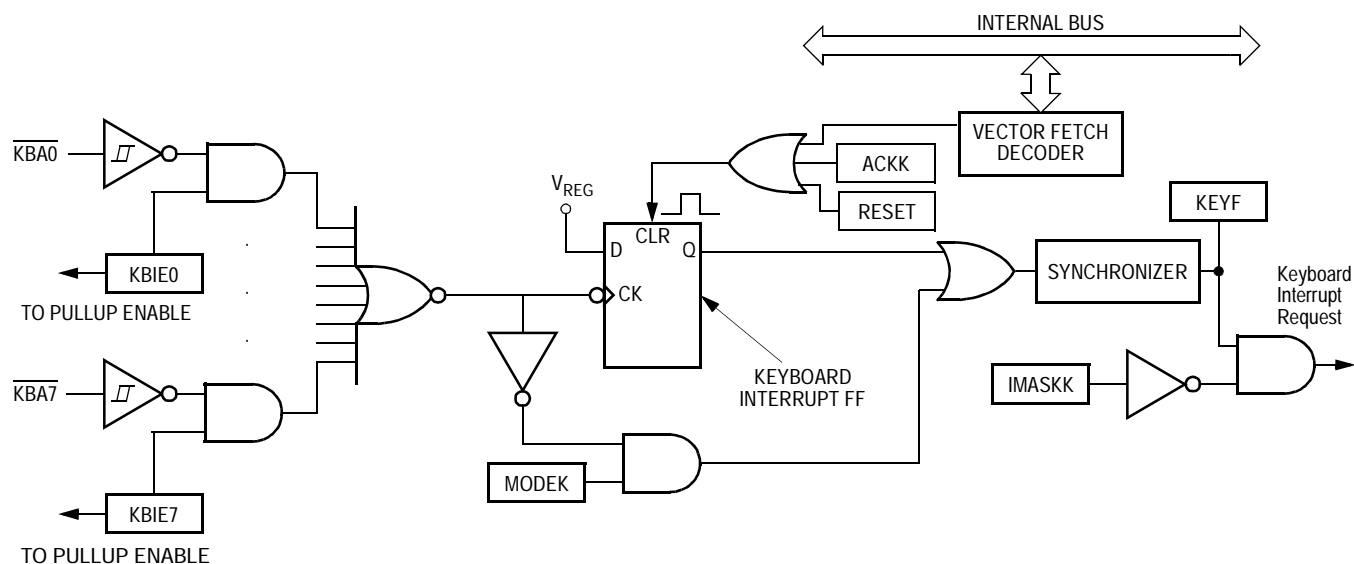 INTERNAL BUS
VECTOR FETCH
DECODER
KBA0
ACKK
RESET
VREG
KEYF
CLR
D
Q
CK
SYNCHRONIZER
KBIE0
TO PULLUP ENABLE
Keyboard
Interrupt
Request
KBA7
KEYBOARD
INTERRUPT FF
IMASKK
MODEK
KBIE7
TO PULLUP ENABLE